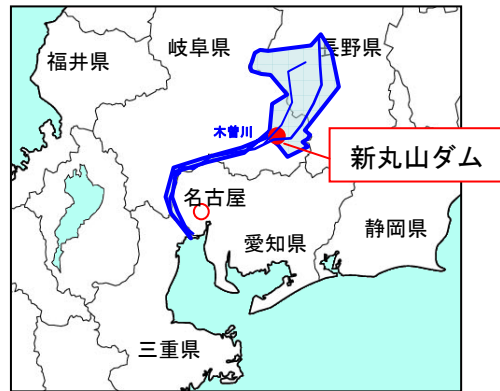 岐阜県
長野県
福井県
木曽川
新丸山ダム
名古屋
愛知県
静岡県
三重県